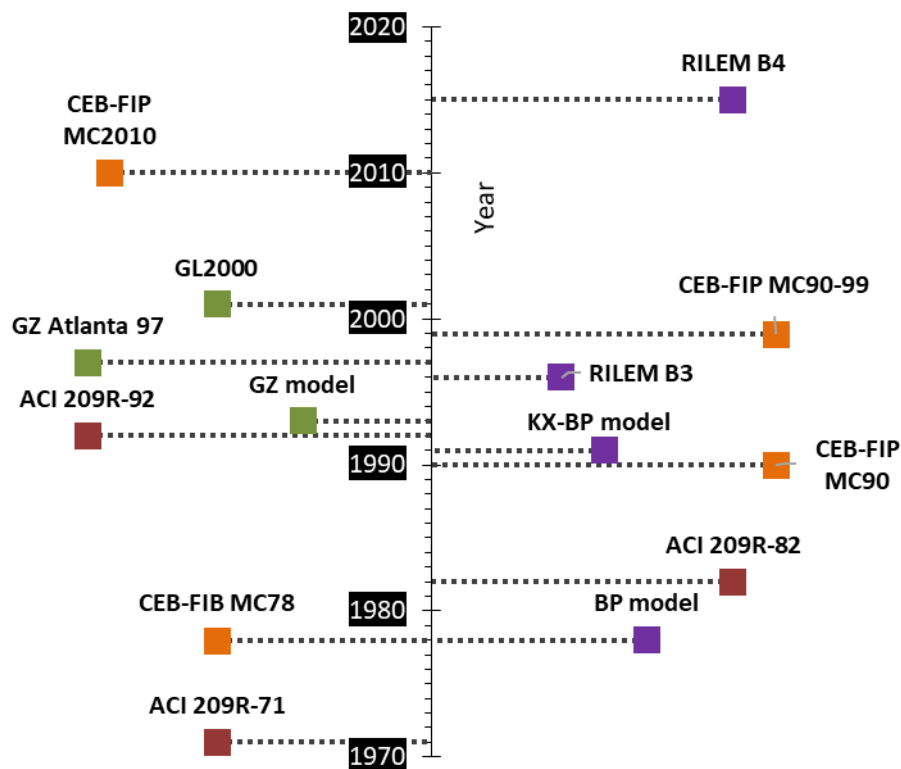 2020
RILEM B4
CEB-FIP
MC2010
2010
Year
GL2000
CEB-FIP MC90-99
2000
GZ Atlanta 97
RILEM B3
GZ model
ACI 209R-92
KX-BP model
1990
CEB-FIP
MC90
ACI 209R-82
1980
CEB-FIB MC78
BP model
ACI 209R-71
1970